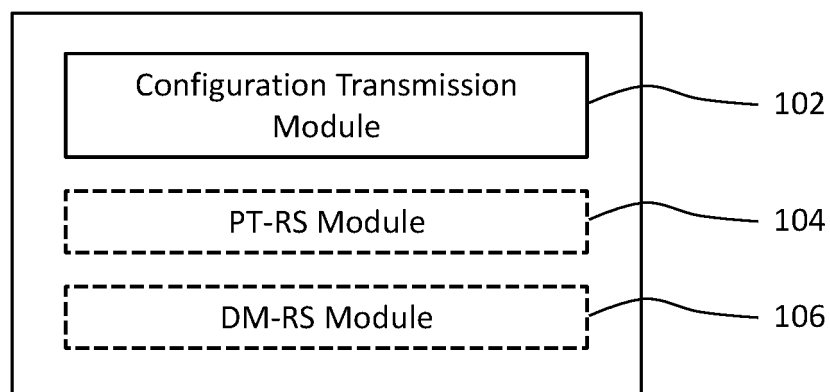 Configuration Transmission
Module
102
PT-RS Module
104
DM-RS Module
106